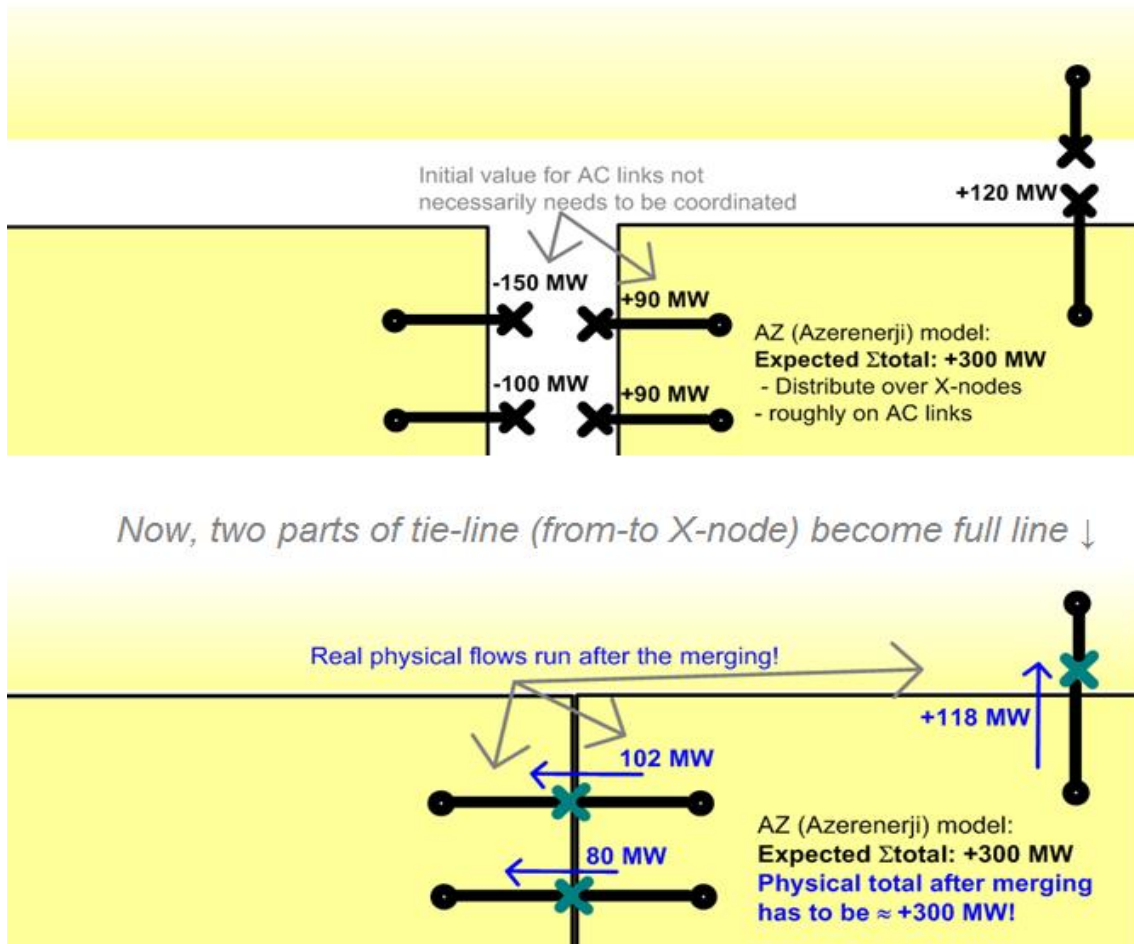 Initial value for AC links not
necessarily needs to be coordinated
+120 MW
-150 MW
+90 MW
-100 MW
+90 MW
AZ (Azerenerji) model:
Expected Σtotal: +300 MW
- Distribute over X-nodes
- roughly on AC links
Now, two parts of tie-line (from-to X-node) become full line ↓
Real physical flows run after the merging!
+118 MW
102 MW
80 MW
AZ (Azerenerji) model:
Expected Σtotal: +300 MW
Physical total after merging
has to be ≈ +300 MW!